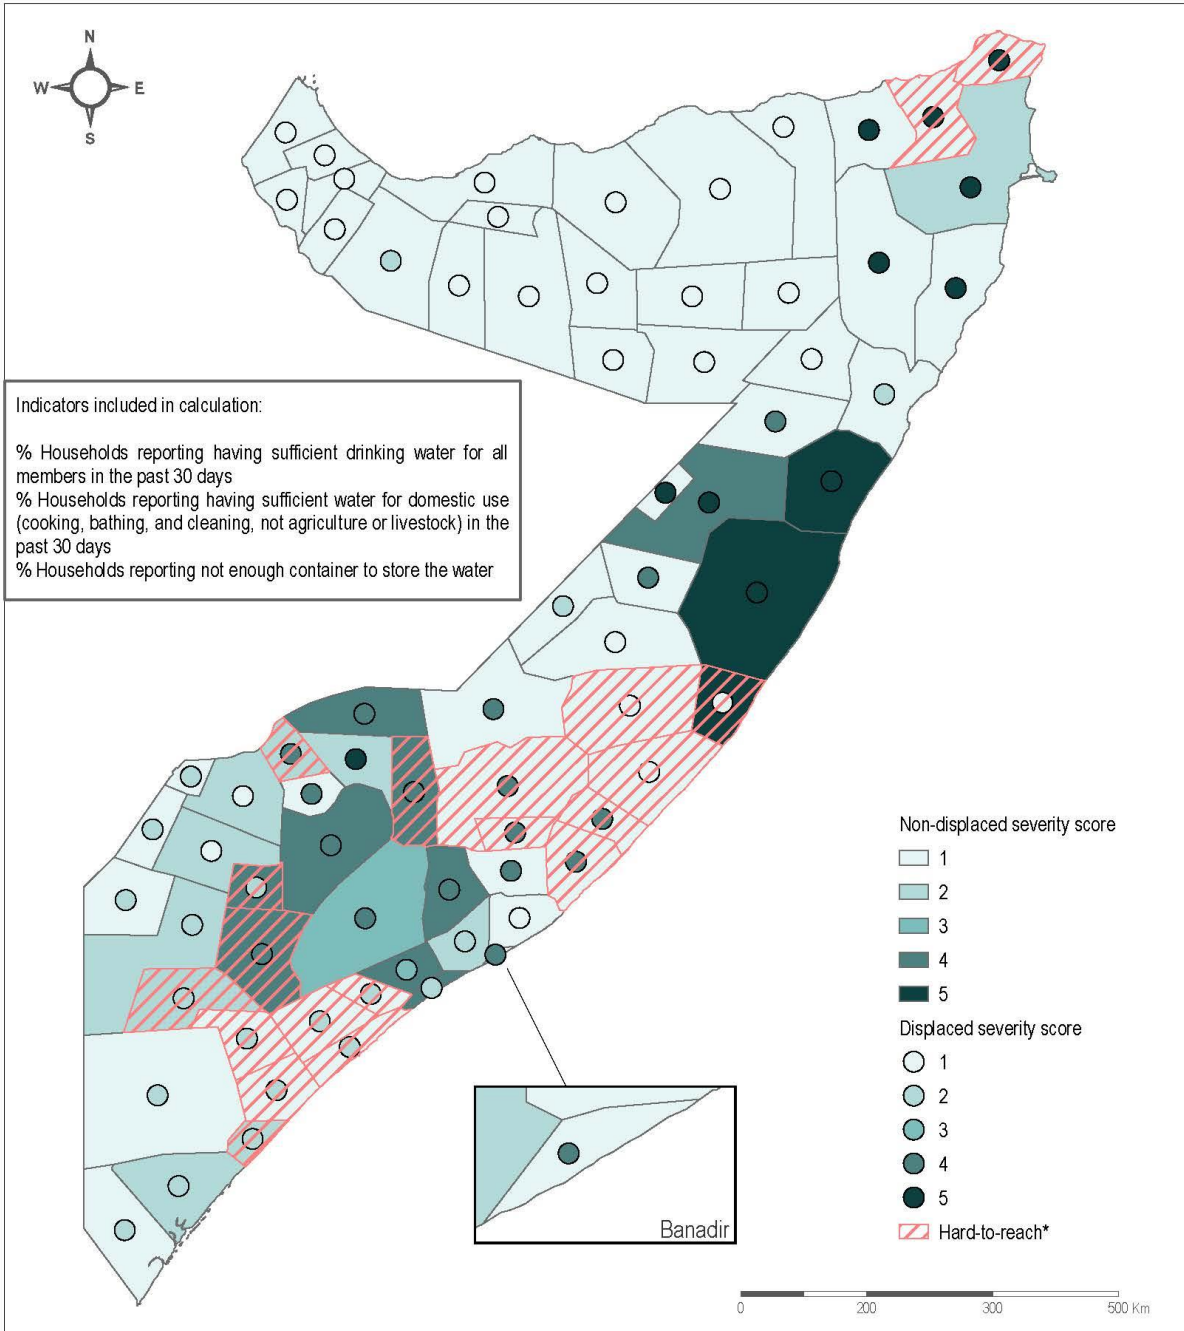 N
W E
S
Indicators included in calculation:
% Households reporting having sufficient drinking water for all
members in the past 30 days
% Households reporting having sufficient water for domestic use
(cooking, bathing, and cleaning, not agriculture or livestock) in the
past 30 days
% Households reporting not enough container to store the water
Non-displaced severity score
1
2
3
4
5
Displaced severity score
1
2
3
4
5
Hard-to-reach*
Banadir
0 200 300 500 Km